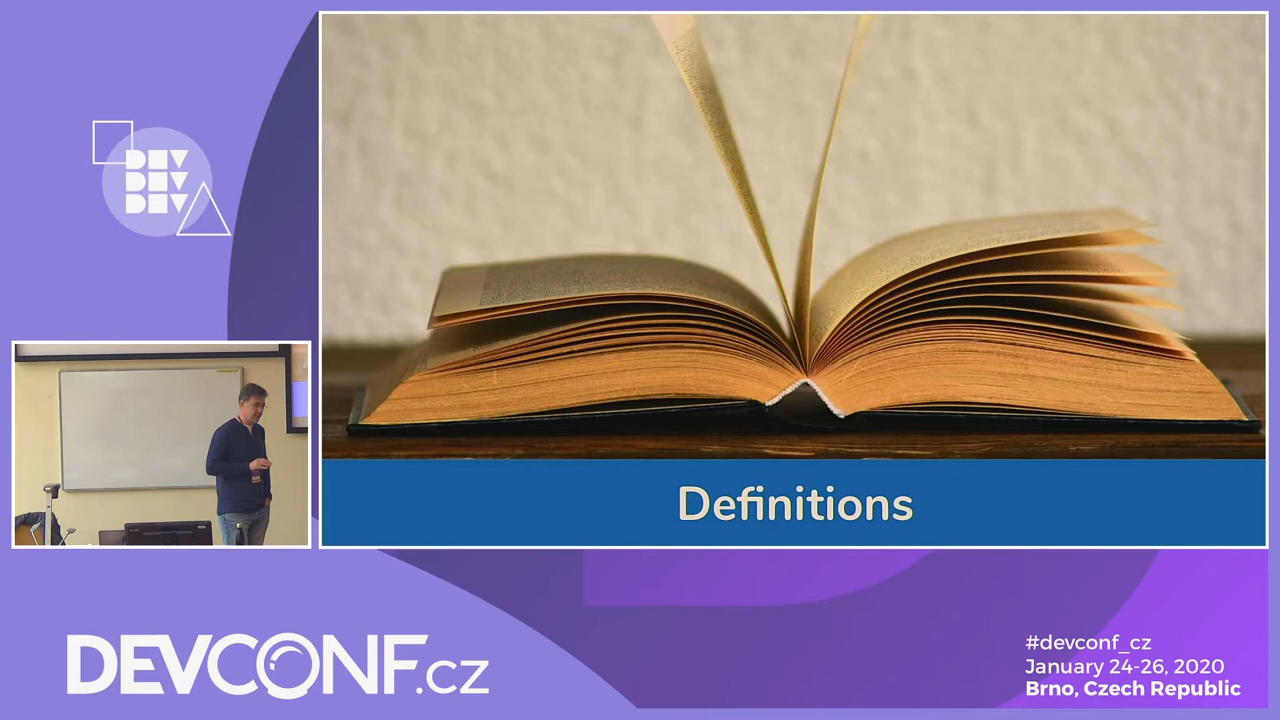 DEV
DEV
DEV
Definitions
DEVCONF.cz
#devconf_cz
January 24-26, 2020
Brno, Czech Republic